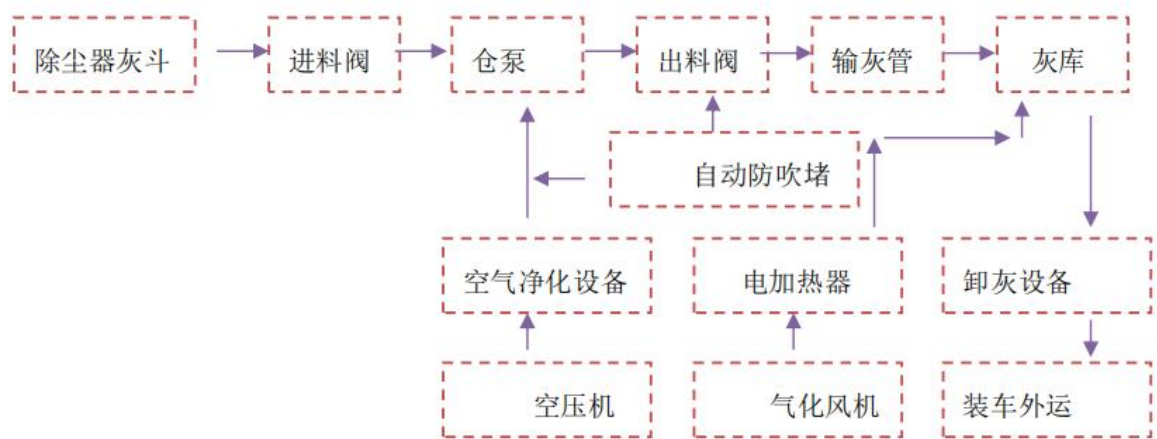 除尘器灰斗
进料阀
仓泵
出料阀
输灰管
灰库
自动防吹堵
空气净化设备
电加热器
卸灰设备
空压机
气化风机
装车外运